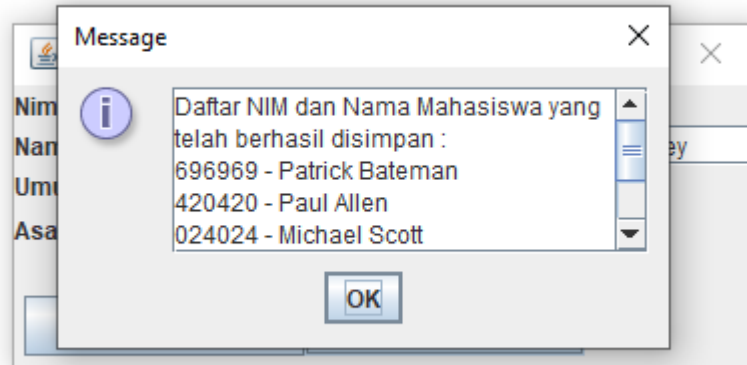 Message
Daftar NIM dan Nama Mahasiswa yang
telah berhasil disimpan :
696969 - Patrick Bateman
420420 - Paul Allen
024024 - Michael Scott
OK
Nim